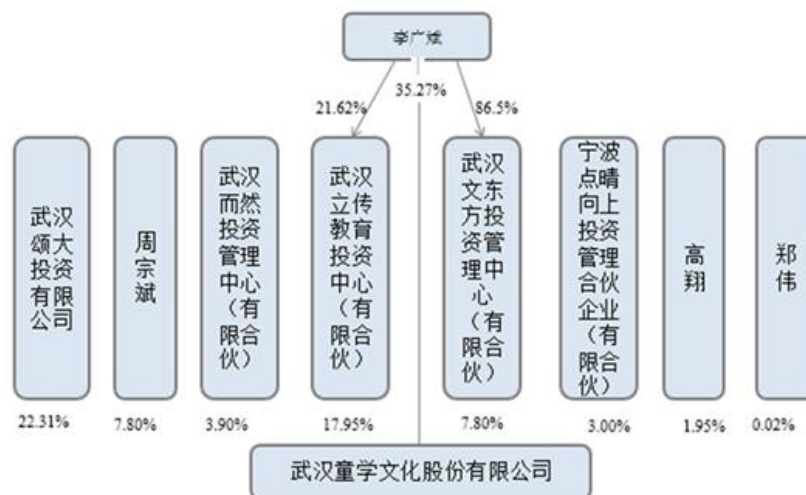 李广斌
35.27%
21.62%
86.5%
武汉
颂大
投资
有限
公司
周
宗
斌
武汉
而然
投资
管理
中心
（有
限合
伙）
武汉
立传
教育
投资
中心
（有
限合
伙）
武汉
文东
方投
资管
理中
心
（有
限合
伙）
宁波
点晴
向上
投资
管理
合伙
企业
（有
限合
伙）
高
翔
郑
伟
22.31%
7.80%
3.90%
17.95%
7.80%
3.00%
1.95%
0.02%
武汉童学文化股份有限公司